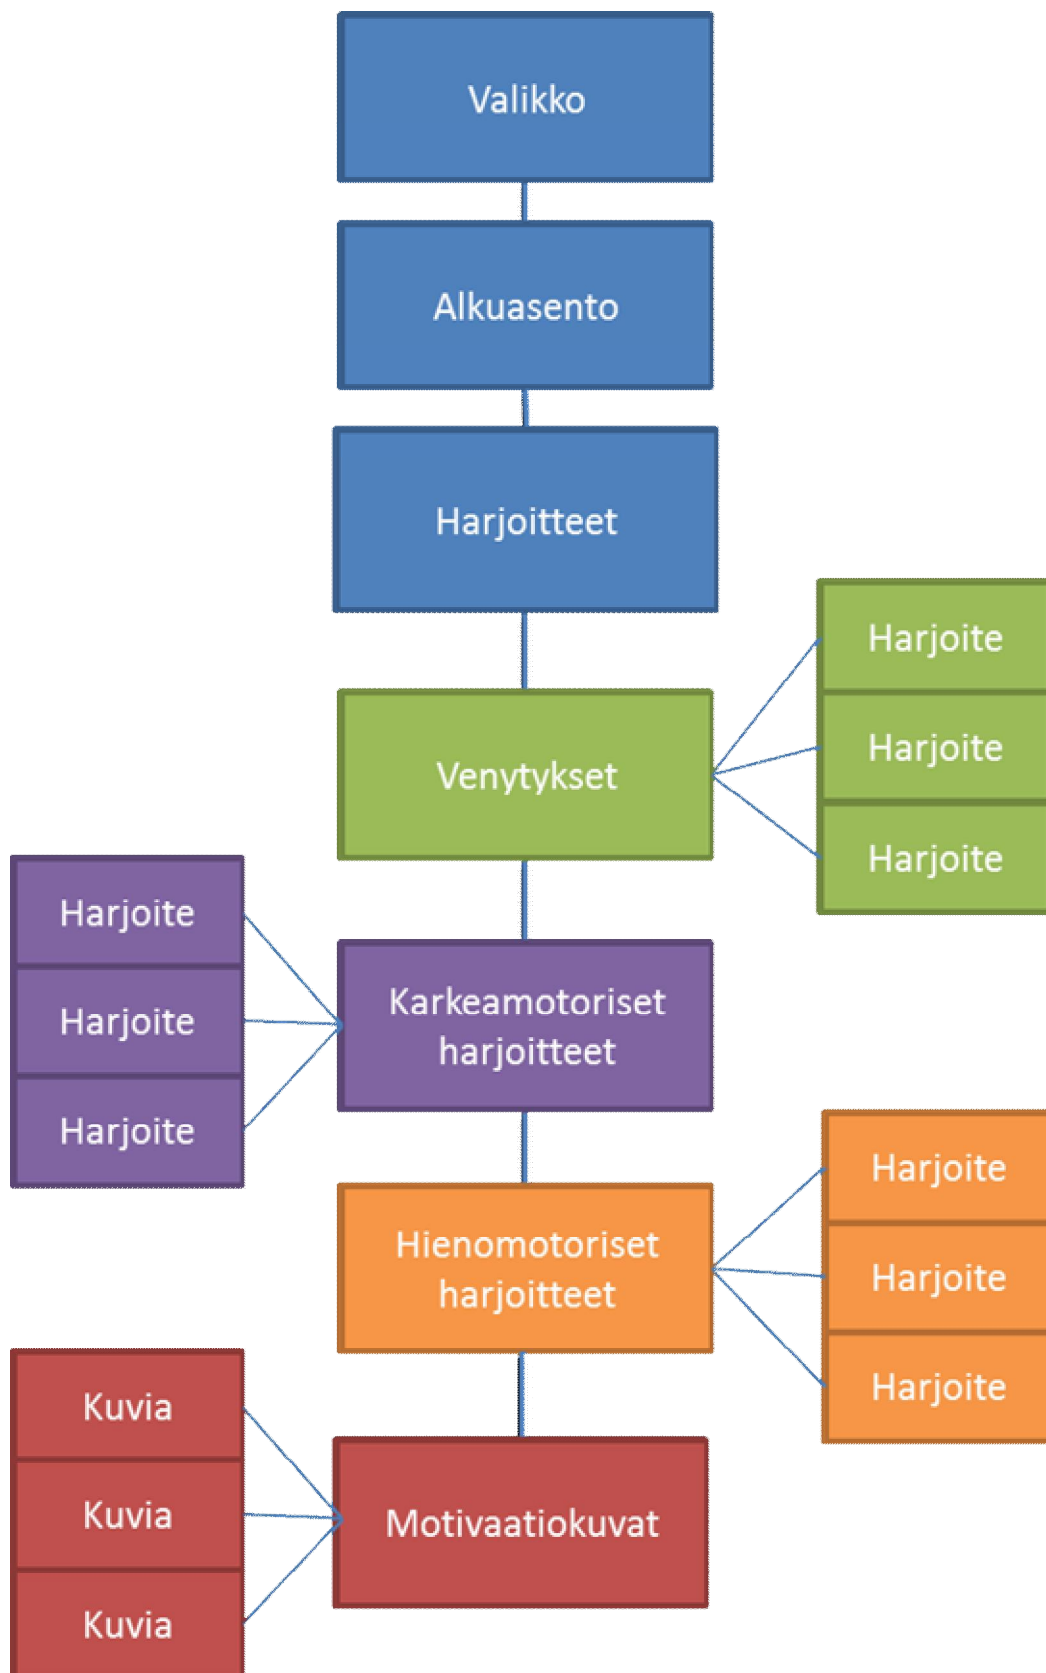 Valikko
Alkuasento
Harjoitteet
Venytykset
Harjoite
Harjoite
Harjoite
Harjoite
Harjoite
Harjoite
Karkeamotoriset
harjoitteet
Hienomotoriset
harjoitteet
Harjoite
Harjoite
Harjoite
Kuvia
Kuvia
Kuvia
Motivaatiokuvat